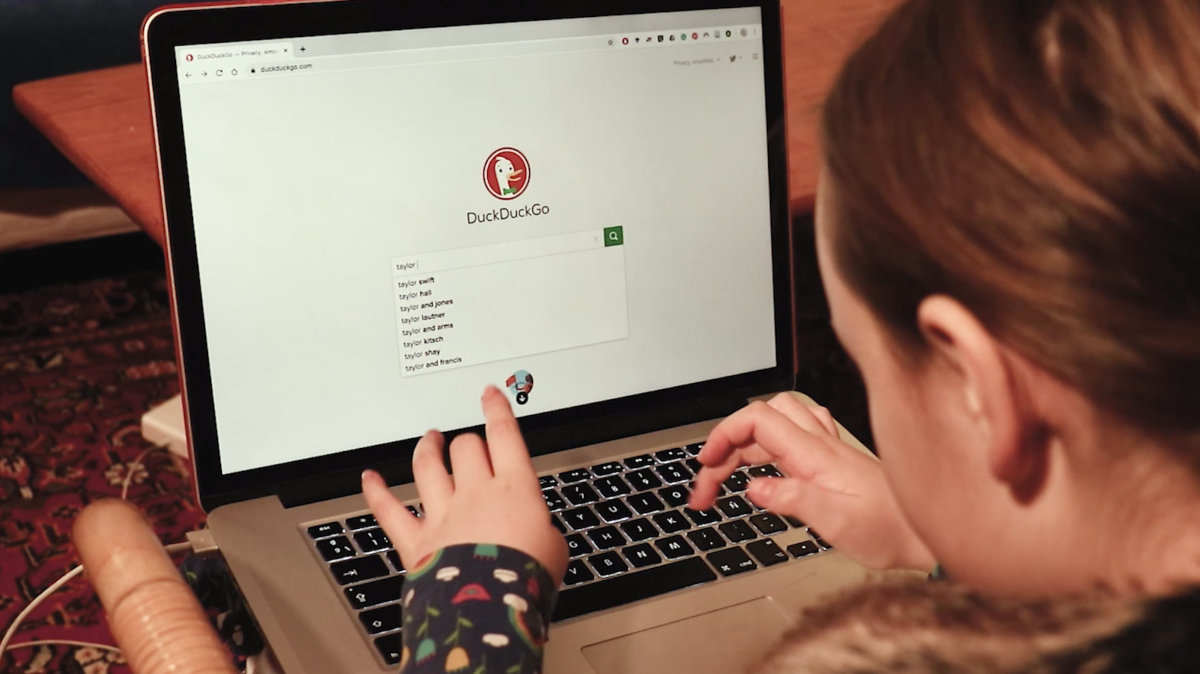 DuckDuckGo — Privacy, simp
duckduckgo.com
Privacy, simplified.
DuckDuckGo
taylor
taylor swift
taylor hall
taylor and jones
taylor lautner
taylor and arms
taylor kitsch
taylor shay
taylor and francis
U I
H J K L Ñ
V B N M
cmd